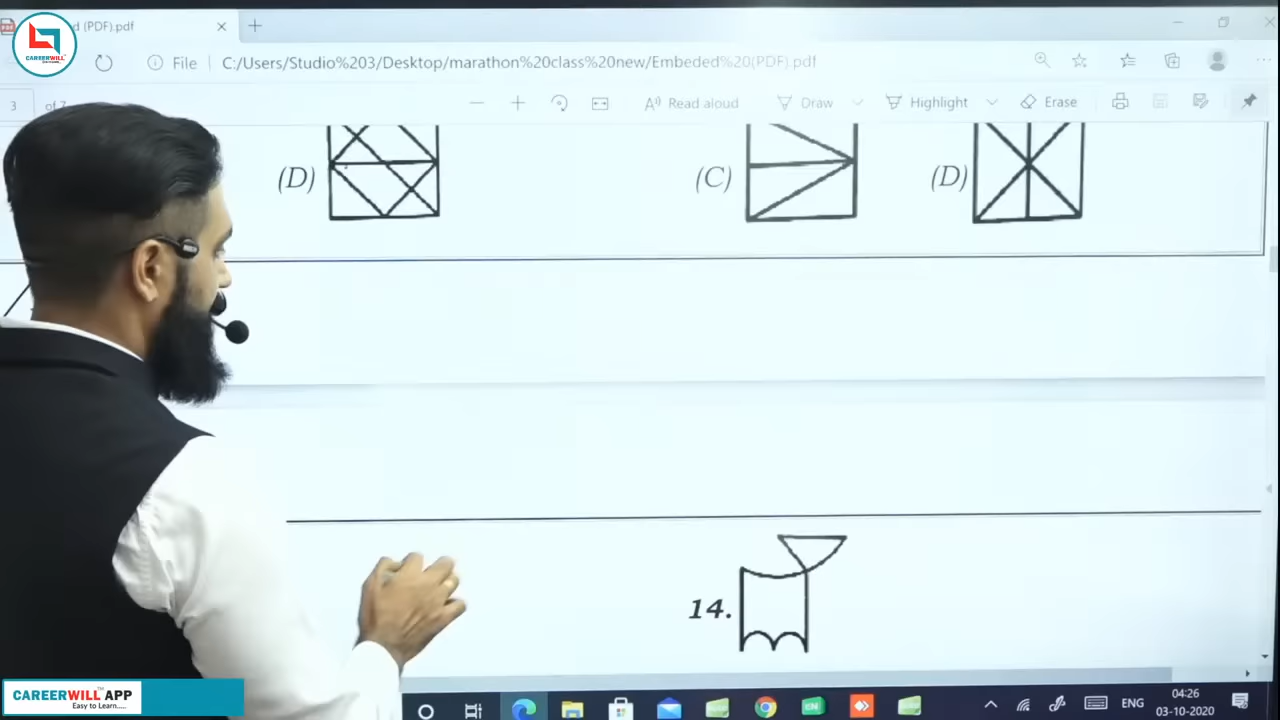 d (PDF).pdf
CAREERWILL
File C:/Users/Studio%203/Desktop/marathon%20class%20new/Embeded%20(PDF).pdf
3 of 7
Read aloud Draw Highlight Erase
(D) (C) (D)
14.
CAREERWILL APP
Easy to Learn.....
ENG 04:26
03-10-2020